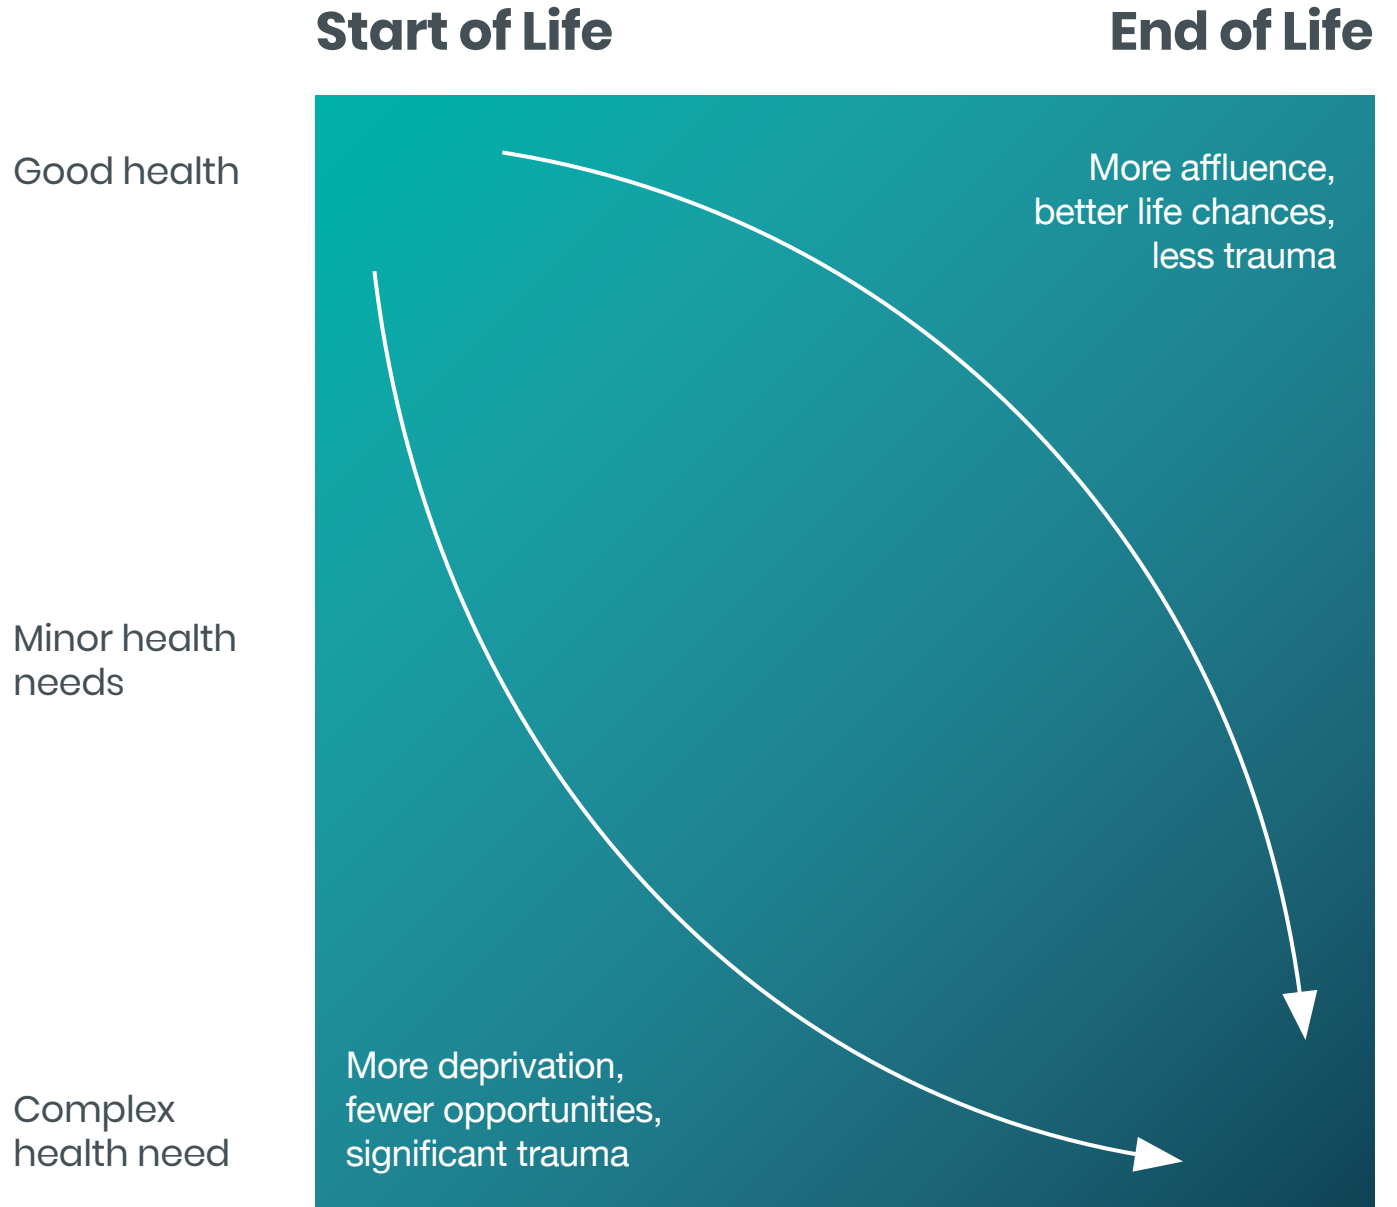 Start of Life
End of Life
Good health
More affluence,
better life chances,
less trauma
Minor health
needs
More deprivation,
fewer opportunities,
significant trauma
Complex
health need